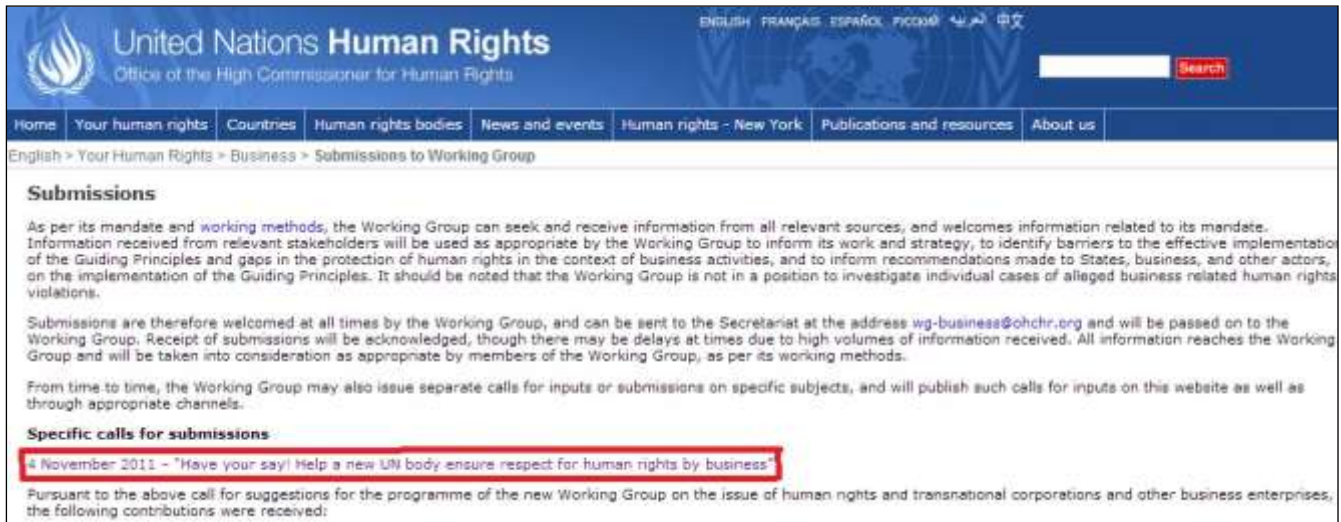 ENGLISH FRANÇAIS ESPAÑOL РУССКИЙ عربي 中文
United Nations Human Rights
Office of the High Commissioner for Human Rights
Search
Home Your human rights Countries Human rights bodies News and events Human rights - New York Publications and resources About us
English > Your Human Rights > Business > Submissions to Working Group
Submissions
As per its mandate and working methods, the Working Group can seek and receive information from all relevant sources, and welcomes information related to its mandate.
Information received from relevant stakeholders will be used as appropriate by the Working Group to inform its work and strategy, to identify barriers to the effective implementatio
of the Guiding Principles and gaps in the protection of human rights in the context of business activities, and to inform recommendations made to States, business, and other actors,
on the implementation of the Guiding Principles. It should be noted that the Working Group is not in a position to investigate individual cases of alleged business related human rights
violations.
Submissions are therefore welcomed at all times by the Working Group, and can be sent to the Secretariat at the address wg-business@ohchr.org and will be passed on to the
Working Group. Receipt of submissions will be acknowledged, though there may be delays at times due to high volumes of information received. All information reaches the Working
Group and will be taken into consideration as appropriate by members of the Working Group, as per its working methods.
From time to time, the Working Group may also issue separate calls for inputs or submissions on specific subjects, and will publish such calls for inputs on this website as well as
through appropriate channels.
Specific calls for submissions
4 November 2011 – "Have your say! Help a new UN body ensure respect for human rights by business"
Pursuant to the above call for suggestions for the programme of the new Working Group on the issue of human rights and transnational corporations and other business enterprises,
the following contributions were received: